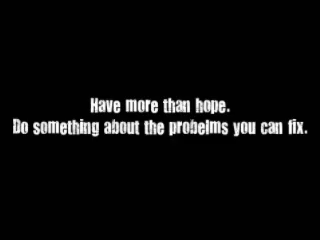 Have more than hope.
Do something about the probelms you can fix.